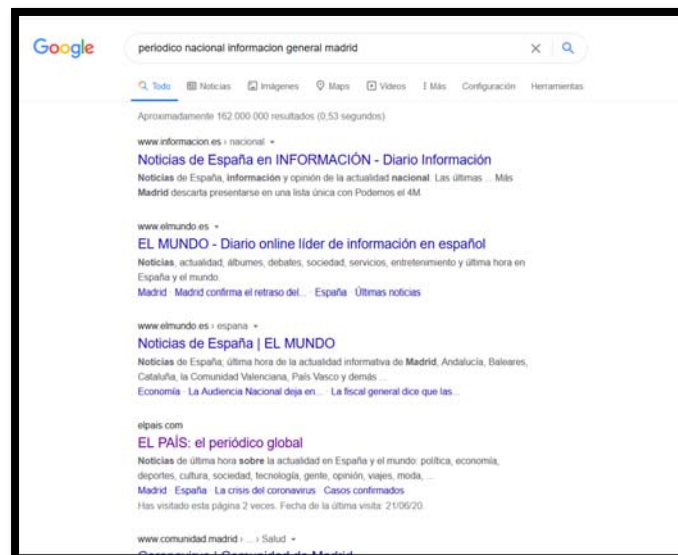 Google
periodico nacional informacion general madrid
Todo Noticias Imágenes Maps Vídeos Más Configuración Herramientas
Aproximadamente 162.000.000 resultados (0,53 segundos)
www.informacion.es › nacional
Noticias de España en INFORMACIÓN - Diario Información
Noticias de España, información y opinión de la actualidad nacional. Las últimas ... Más
Madrid descarta presentarse en una lista única con Podemos el 4M.
www.elmundo.es
EL MUNDO - Diario online líder de información en español
Noticias, actualidad, álbumes, debates, sociedad, servicios, entretenimiento y última hora en
España y el mundo.
Madrid · Madrid confirma el retraso del... · España · Últimas noticias
www.elmundo.es › espana
Noticias de España | EL MUNDO
Noticias de España; última hora de la actualidad informativa de Madrid, Andalucía, Baleares,
Cataluña, la Comunidad Valenciana, País Vasco y demás ...
Economía · La Audiencia Nacional deja en... · La fiscal general dice que las...
elpais.com
EL PAÍS: el periódico global
Noticias de última hora sobre la actualidad en España y el mundo: política, economía,
deportes, cultura, sociedad, tecnología, gente, opinión, viajes, moda, ...
Madrid · España · La crisis del coronavirus · Casos confirmados
Has visitado esta página 2 veces. Fecha de la última visita: 21/06/20.
www.comunidad.madrid › ... › Salud
Coronavirus | Comunidad de Madrid